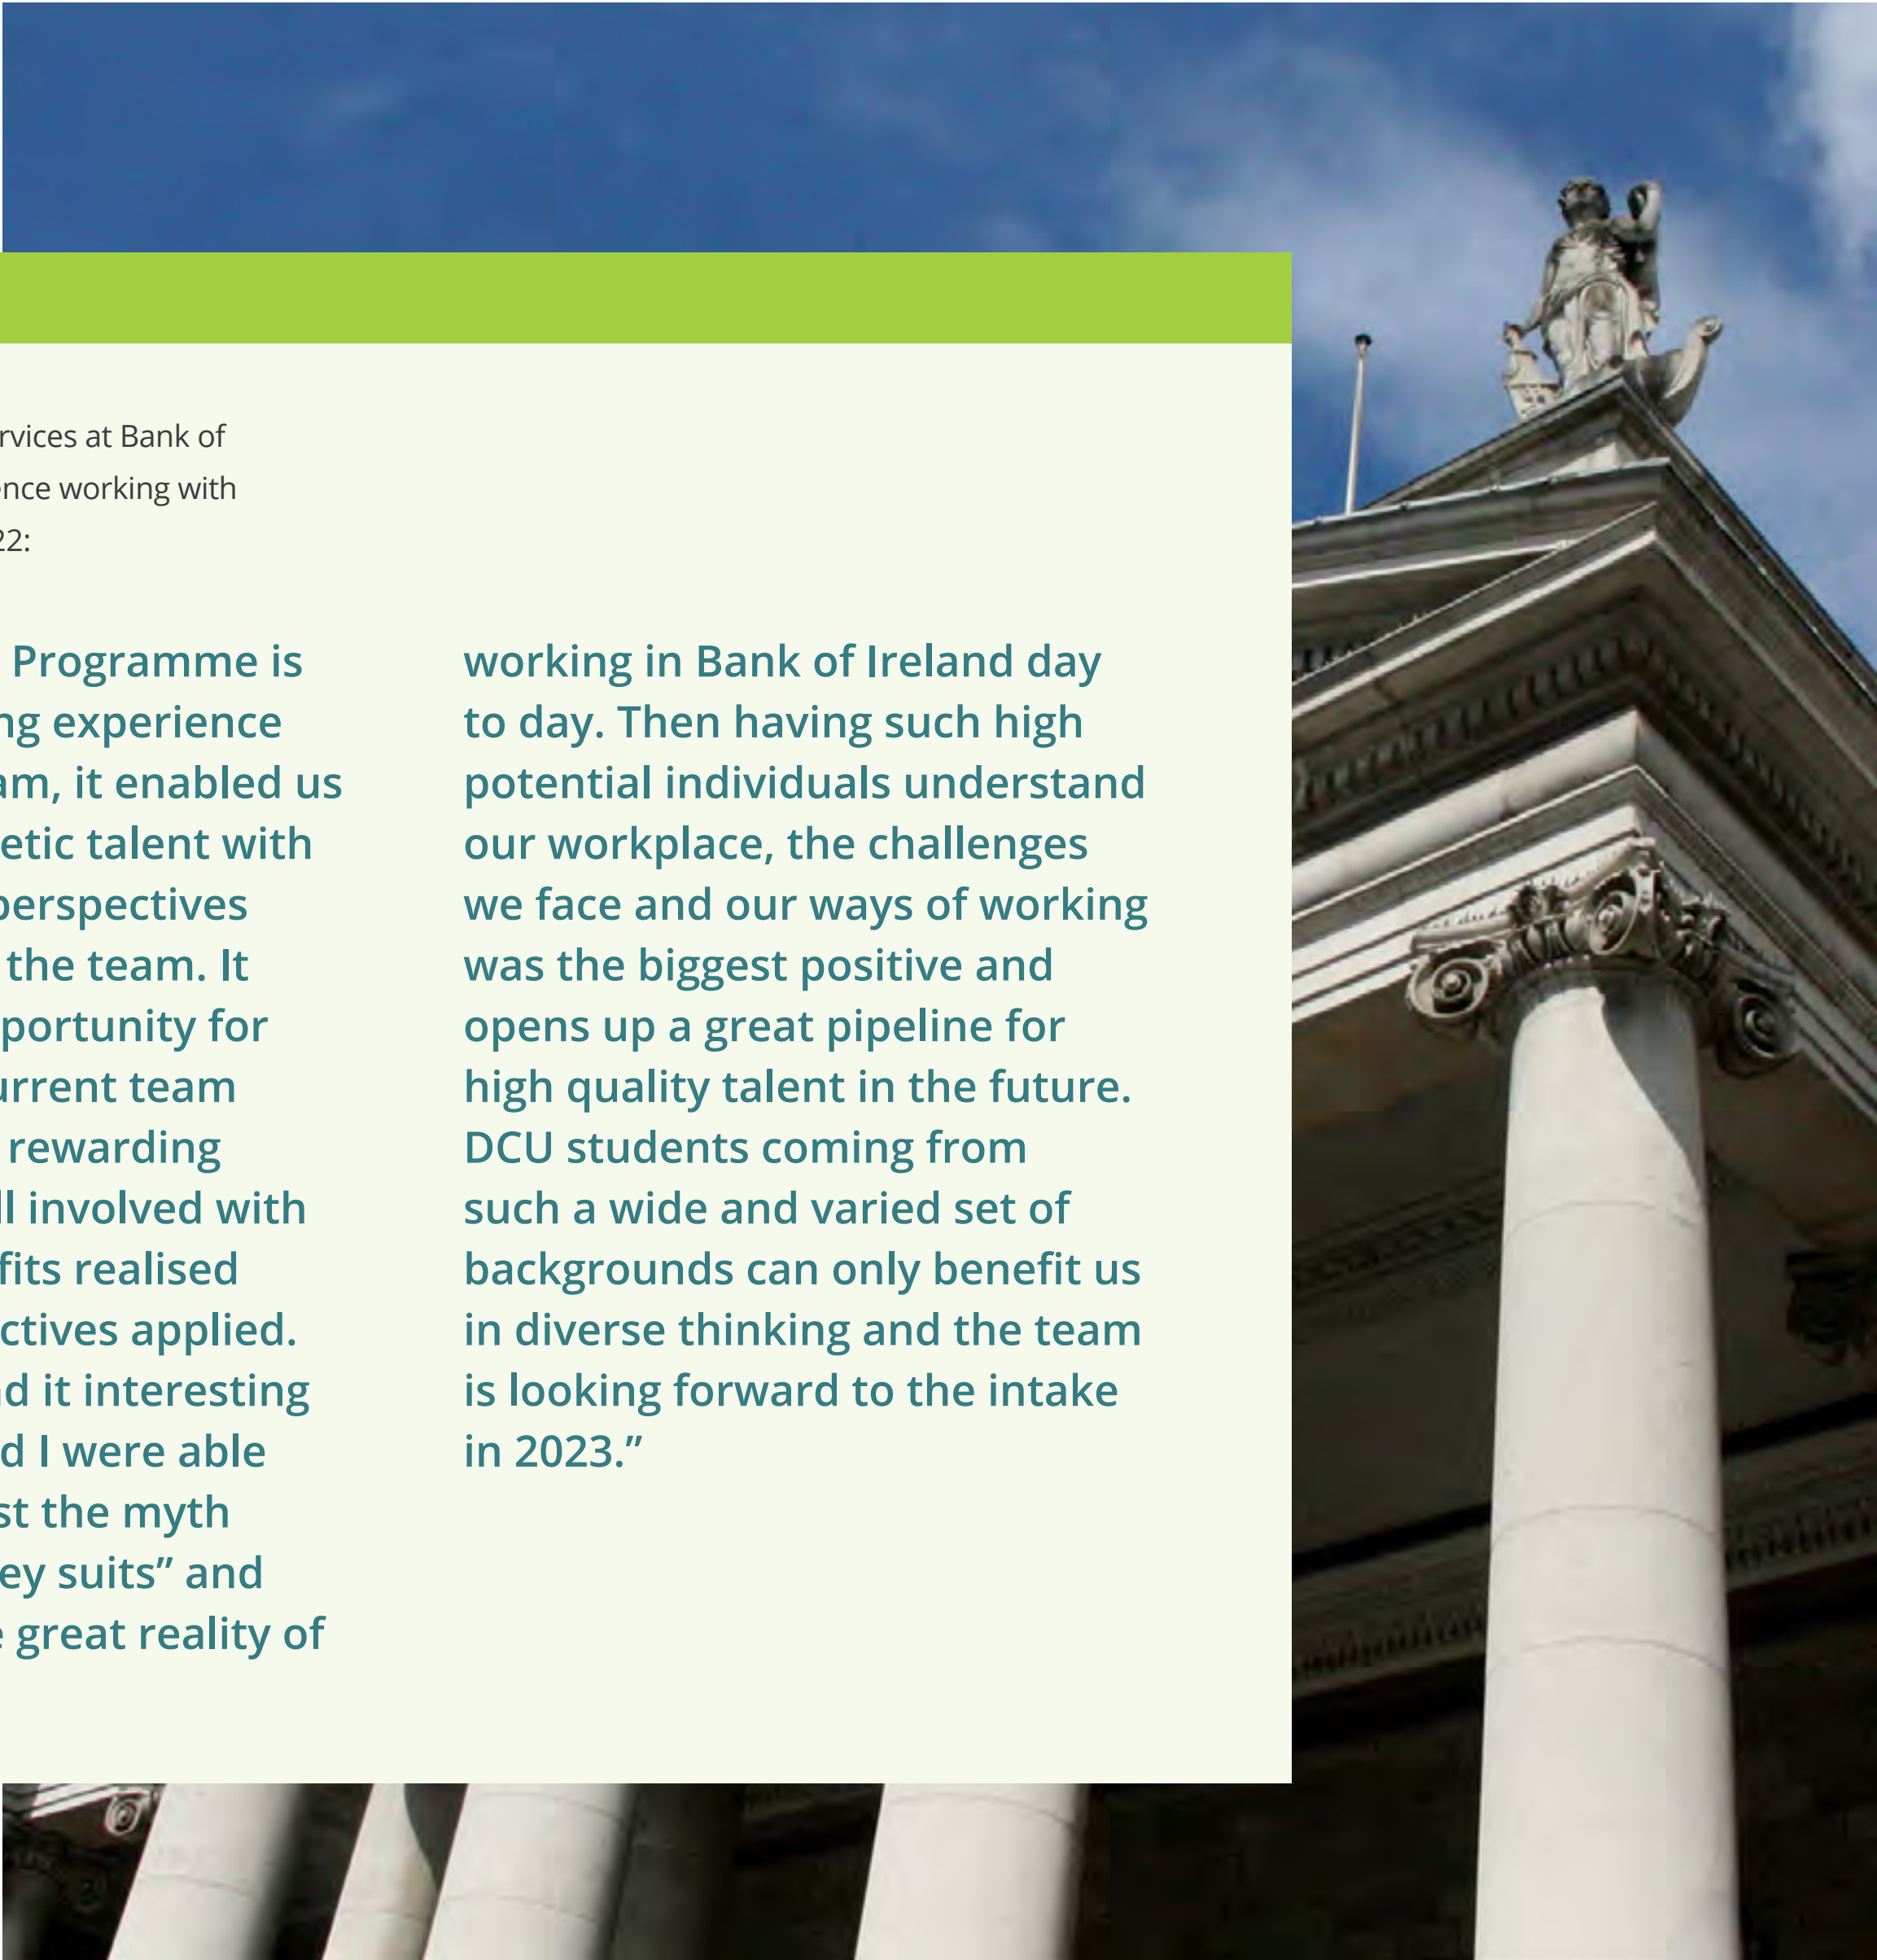 rvices at Bank of
ence working with
22:
Programme is
ng experience
am, it enabled us
etic talent with
perspectives
the team. It
portunity for
urrent team
rewarding
ll involved with
fits realised
ctives applied.
nd it interesting
d I were able
st the myth
ey suits” and
e great reality of
working in Bank of Ireland day
to day. Then having such high
potential individuals understand
our workplace, the challenges
we face and our ways of working
was the biggest positive and
opens up a great pipeline for
high quality talent in the future.
DCU students coming from
such a wide and varied set of
backgrounds can only benefit us
in diverse thinking and the team
is looking forward to the intake
in 2023.”